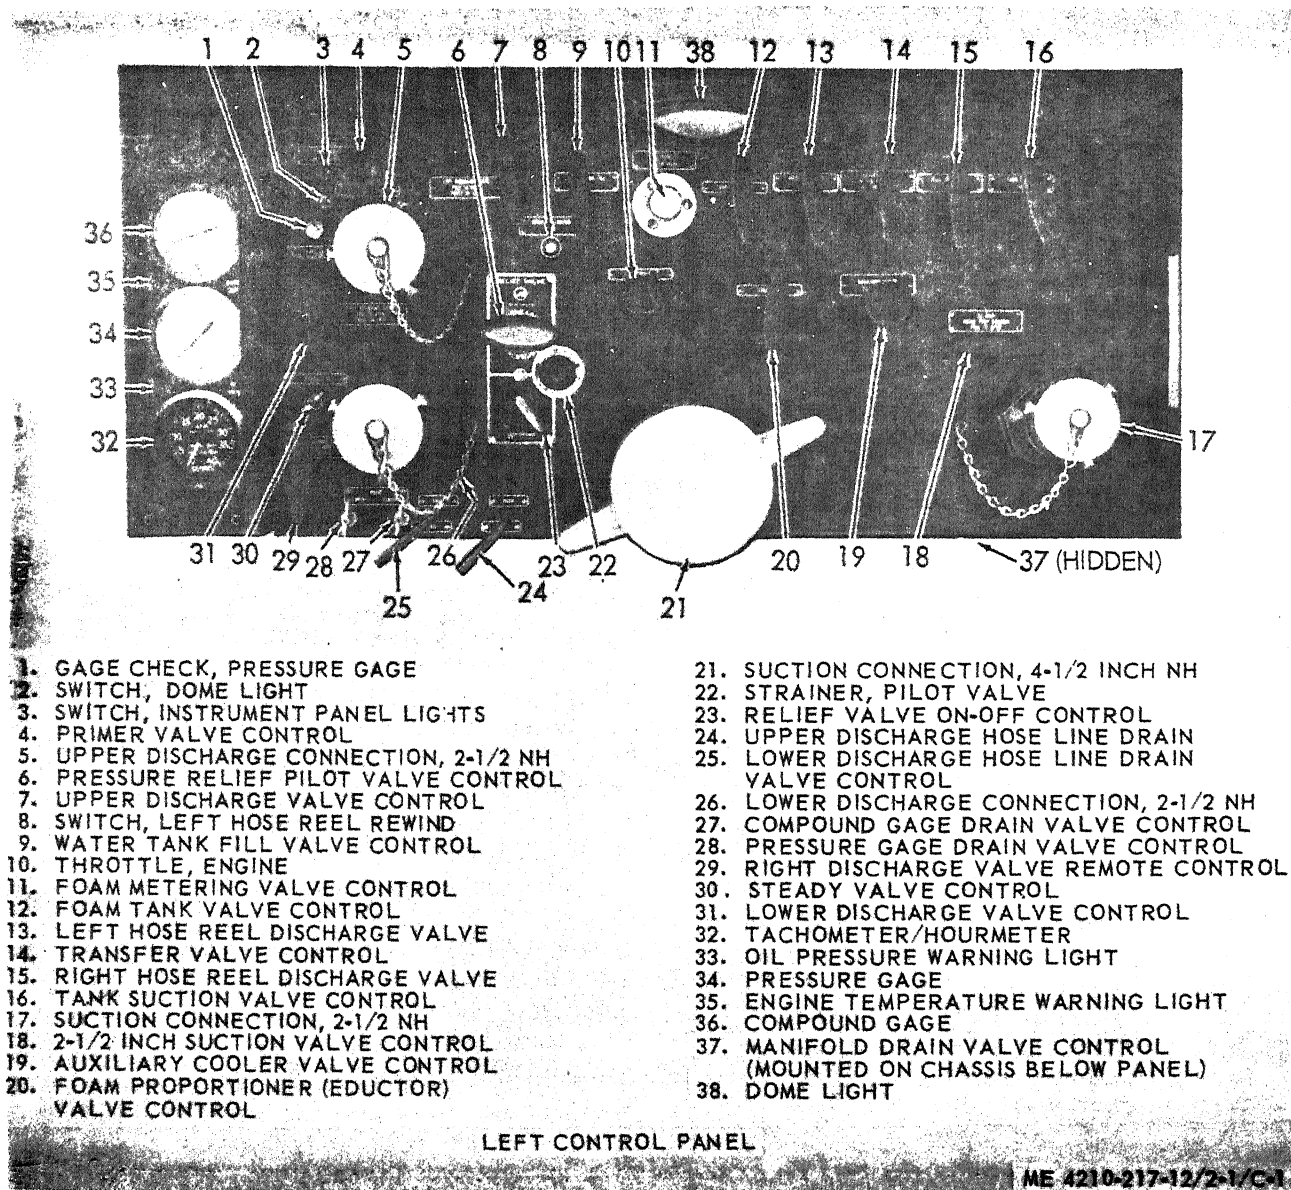 1 2 3 4 5 6 7 8 9 10 11 38 12 13 14 15 16
36
35
34
33
32
17
31 30 29 28 27 26 23 22 20 19 18 37 (HIDDEN)
25 24 21
1. GAGE CHECK, PRESSURE GAGE
2. SWITCH, DOME LIGHT
3. SWITCH, INSTRUMENT PANEL LIGHTS
4. PRIMER VALVE CONTROL
5. UPPER DISCHARGE CONNECTION, 2-1/2 NH
6. PRESSURE RELIEF PILOT VALVE CONTROL
7. UPPER DISCHARGE VALVE CONTROL
8. SWITCH, LEFT HOSE REEL REWIND
9. WATER TANK FILL VALVE CONTROL
10. THROTTLE, ENGINE
11. FOAM METERING VALVE CONTROL
12. FOAM TANK VALVE CONTROL
13. LEFT HOSE REEL DISCHARGE VALVE
14. TRANSFER VALVE CONTROL
15. RIGHT HOSE REEL DISCHARGE VALVE
16. TANK SUCTION VALVE CONTROL
17. SUCTION CONNECTION, 2-1/2 NH
18. 2-1/2 INCH SUCTION VALVE CONTROL
19. AUXILIARY COOLER VALVE CONTROL
20. FOAM PROPORTIONER (EDUCTOR)
VALVE CONTROL
21. SUCTION CONNECTION, 4-1/2 INCH NH
22. STRAINER, PILOT VALVE
23. RELIEF VALVE ON-OFF CONTROL
24. UPPER DISCHARGE HOSE LINE DRAIN
25. LOWER DISCHARGE HOSE LINE DRAIN
VALVE CONTROL
26. LOWER DISCHARGE CONNECTION, 2-1/2 NH
27. COMPOUND GAGE DRAIN VALVE CONTROL
28. PRESSURE GAGE DRAIN VALVE CONTROL
29. RIGHT DISCHARGE VALVE REMOTE CONTROL
30. STEADY VALVE CONTROL
31. LOWER DISCHARGE VALVE CONTROL
32. TACHOMETER/HOURMETER
33. OIL PRESSURE WARNING LIGHT
34. PRESSURE GAGE
35. ENGINE TEMPERATURE WARNING LIGHT
36. COMPOUND GAGE
37. MANIFOLD DRAIN VALVE CONTROL
(MOUNTED ON CHASSIS BELOW PANEL)
38. DOME LIGHT
LEFT CONTROL PANEL
ME 4210-217-12/2-1/C-1